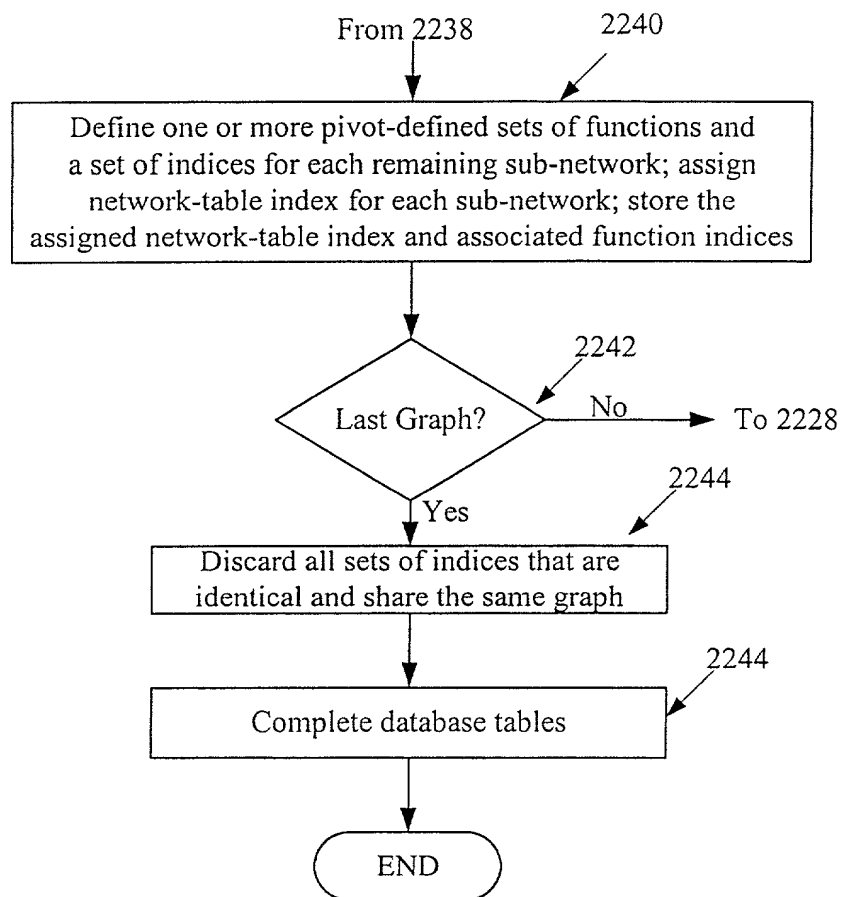 From 2238
2240
Define one or more pivot-defined sets of functions and
a set of indices for each remaining sub-network; assign
network-table index for each sub-network; store the
assigned network-table index and associated function indices
2242
Last Graph?
No
To 2228
Yes
2244
Discard all sets of indices that are
identical and share the same graph
2244
Complete database tables
END